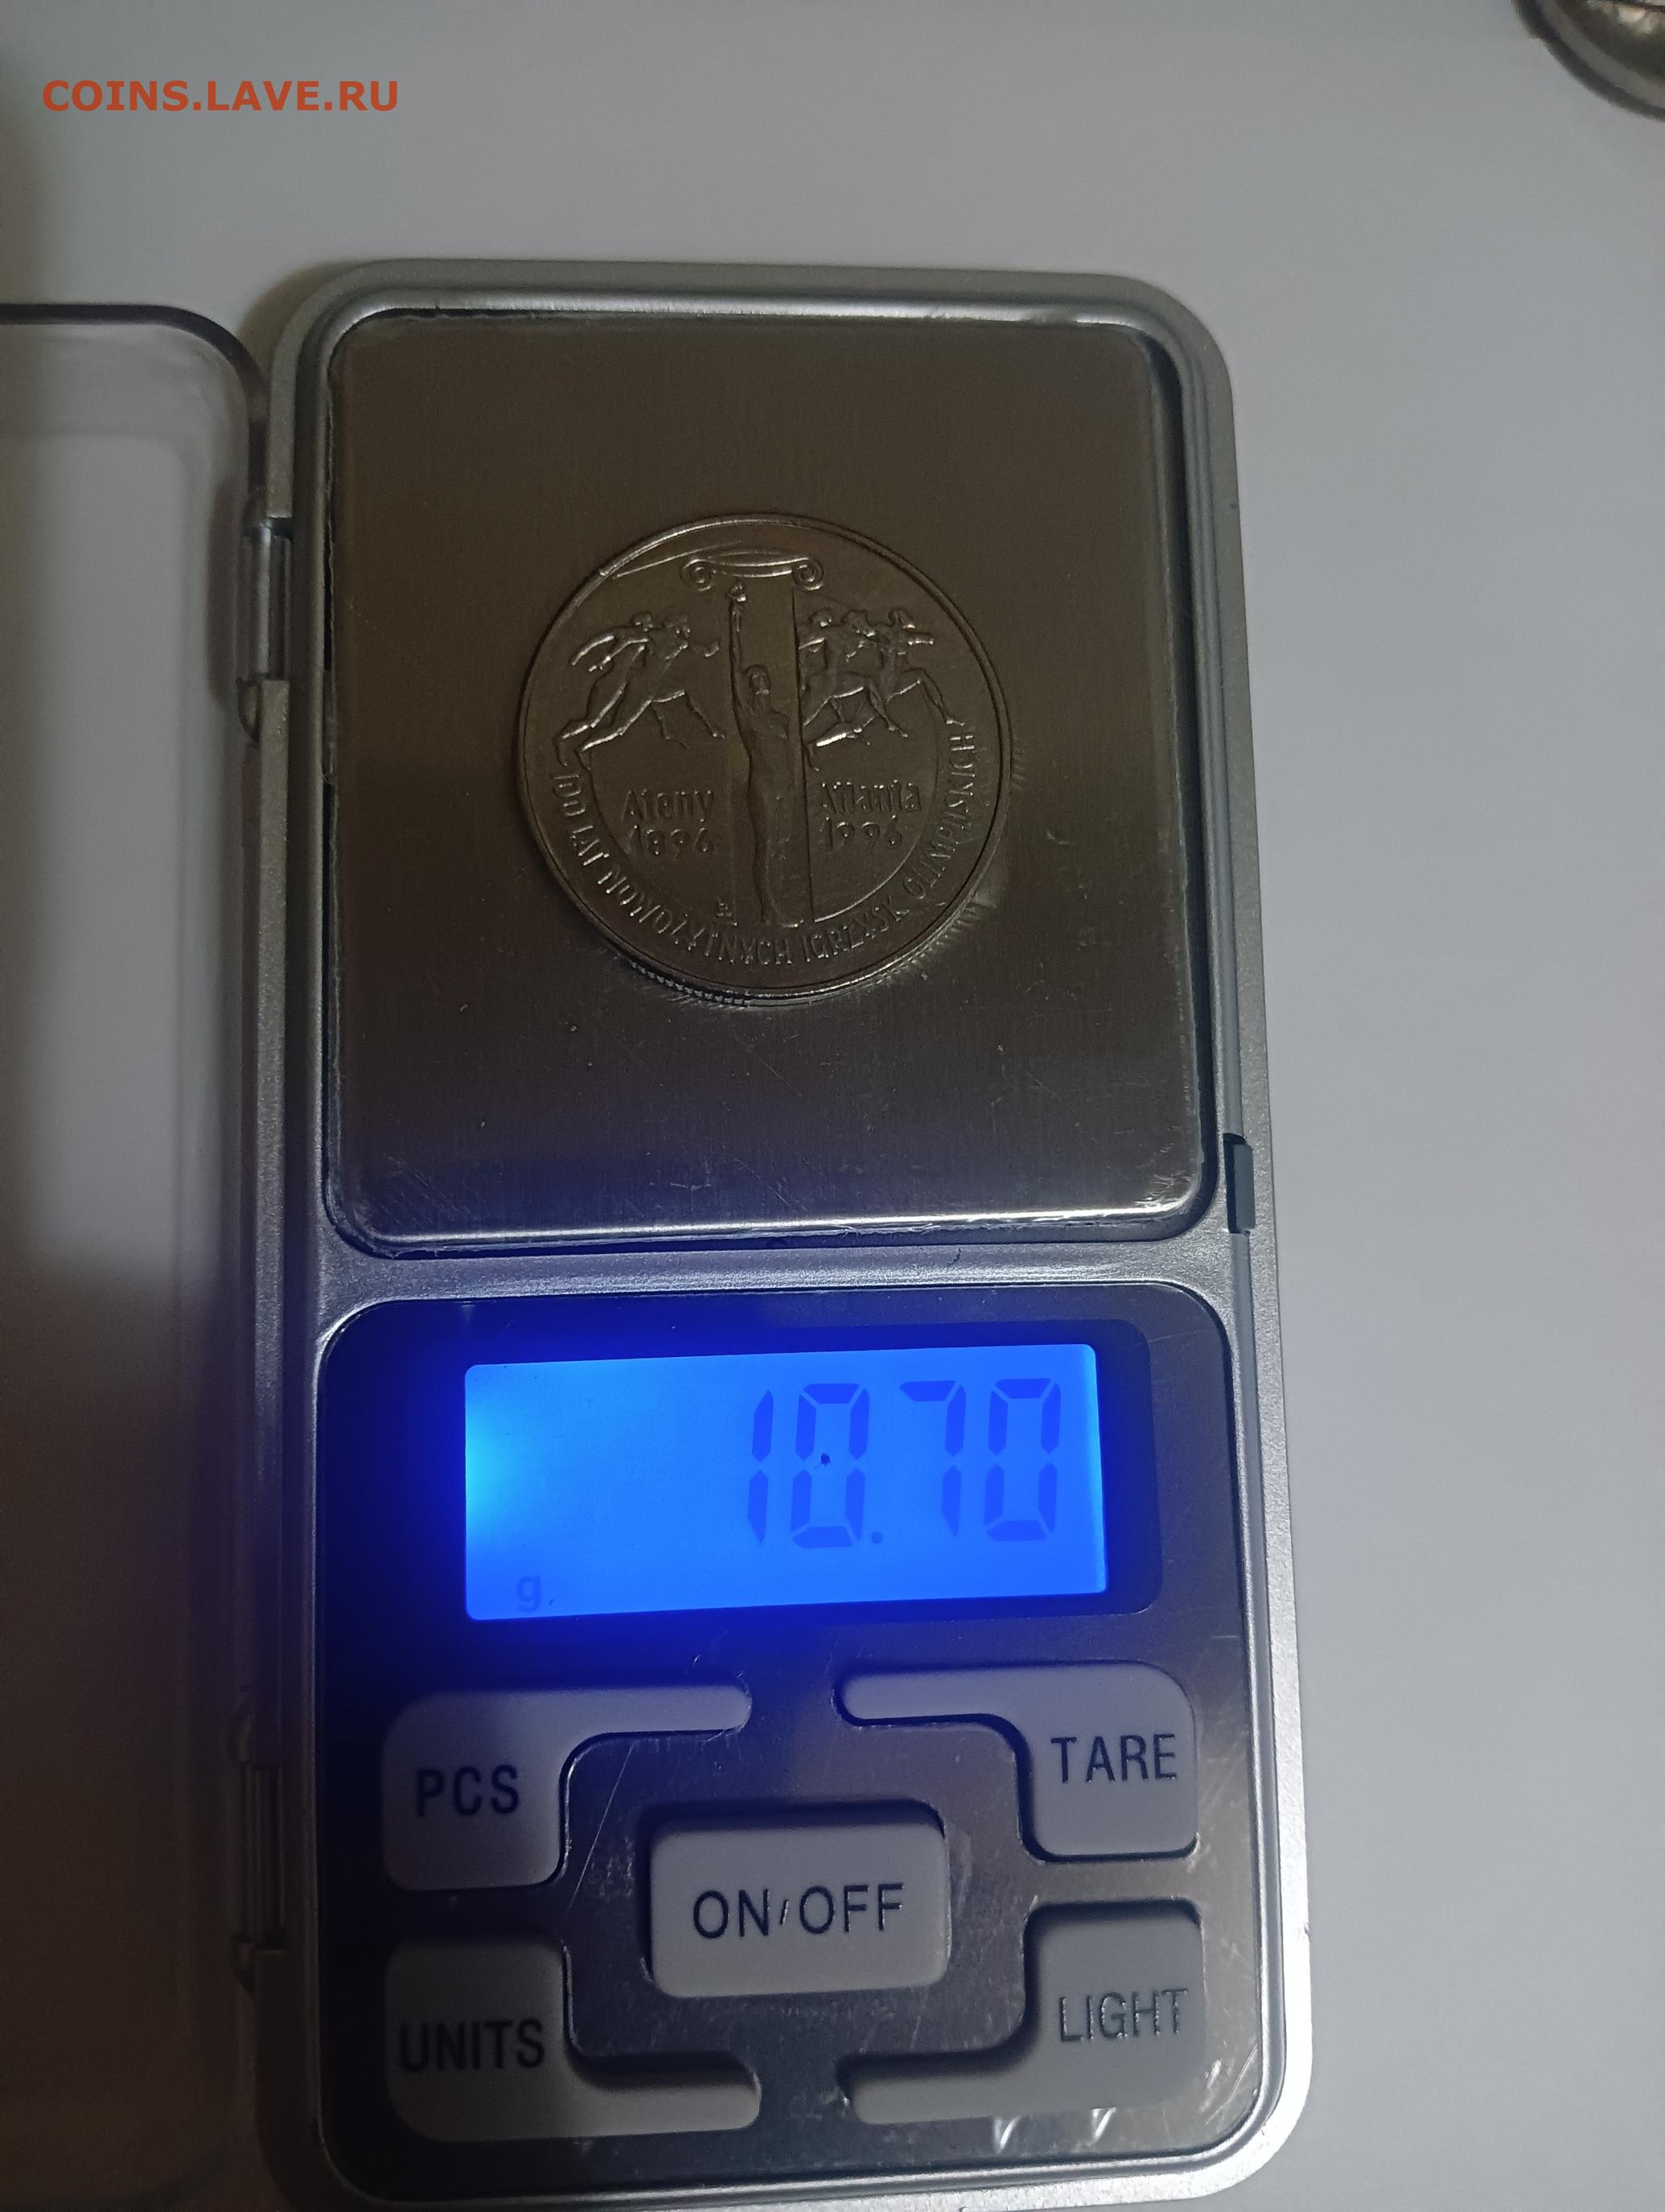 COINS.LAVE.RU
Ateny
1896
Atlanta
1996
100 LAT NOWOŻYTNYCH IGRZYSK OLIMPIJSKICH
10.70
g
PCS
TARE
ON/OFF
UNITS
LIGHT